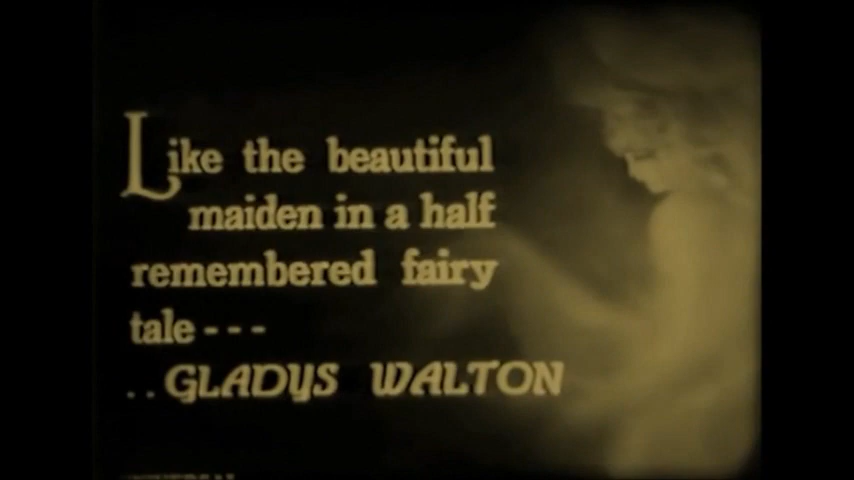 Like the beautiful
maiden in a half
remembered fairy
tale - - -
. . GLADYS WALTON